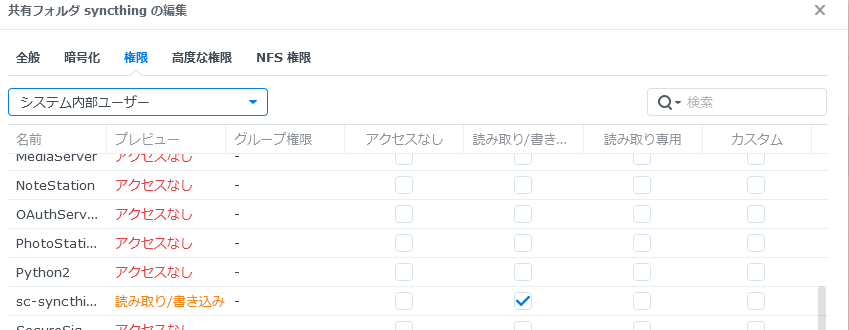 共有フォルダ syncthing の編集
全般 暗号化 権限 高度な権限 NFS 権限
システム内部ユーザー 検索
名前 プレビュー グループ権限 アクセスなし 読み取り/書き... 読み取り専用 カスタム
MediaServer アクセスなし -
NoteStation アクセスなし -
OAuthServ... アクセスなし -
PhotoStati... アクセスなし -
Python2 アクセスなし -
sc-syncthi... 読み取り/書き込み -
SecureSig... アクセスなし -